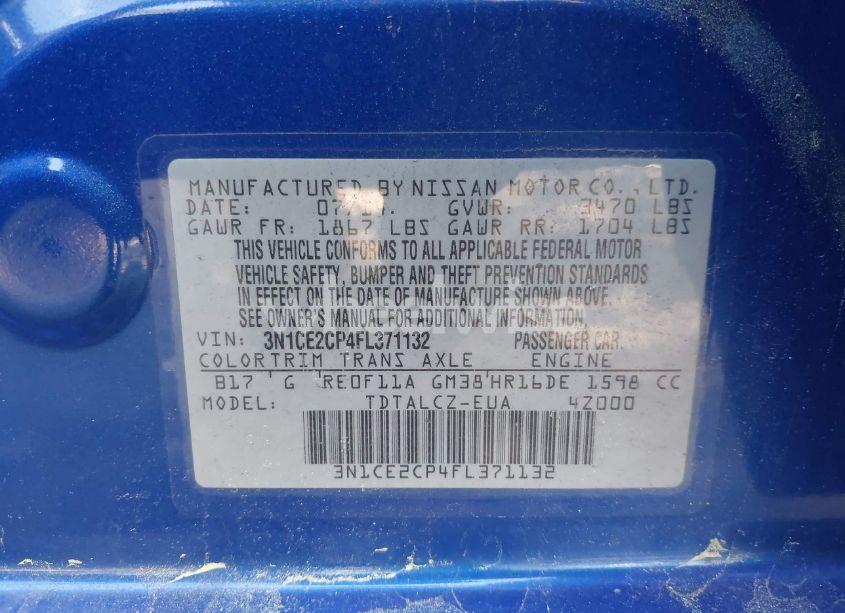 MANUFACTURED BY NISSAN MOTOR CO., LTD.
DATE: GVWR: 3470 LBS
GAWR FR: 1867 LBS GAWR RR: 1704 LBS
THIS VEHICLE CONFORMS TO ALL APPLICABLE FEDERAL MOTOR
VEHICLE SAFETY, BUMPER AND THEFT PREVENTION STANDARDS
IN EFFECT ON THE DATE OF MANUFACTURE SHOWN ABOVE.
SEE OWNER'S MANUAL FOR ADDITIONAL INFORMATION.
VIN: 3N1CE2CP4FL371132 PASSENGER CAR
COLOR TRIM TRANS AXLE ENGINE
B17 G RE0F11A GM38 HR16DE 1598 CC
MODEL: TDTALCZ-EUA 4Z000
3N1CE2CP4FL371132